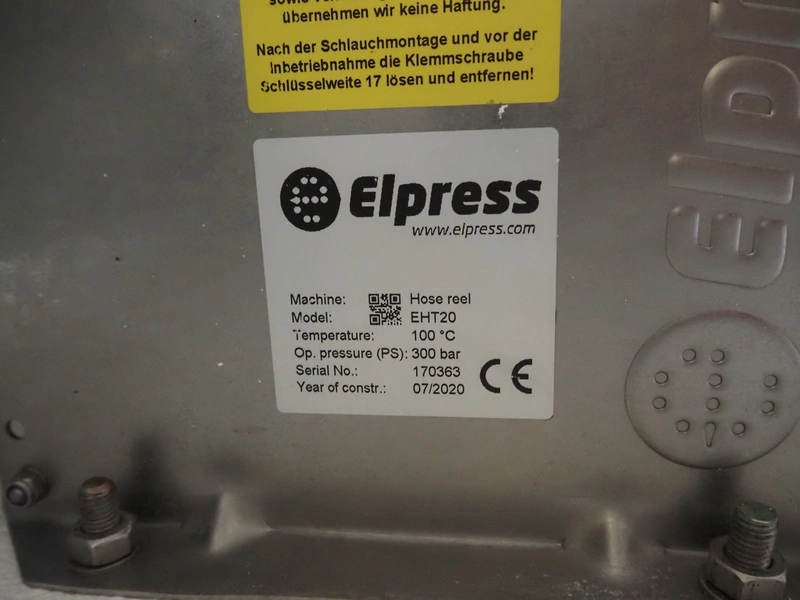 übernehmen wir keine Haftung.
Nach der Schlauchmontage und vor der
Inbetriebnahme die Klemmschraube
Schlüsselweite 17 lösen und entfernen!
Elpress
www.elpress.com
Machine: Hose reel
Model: EHT20
Temperature: 100 °C
Op. pressure (PS): 300 bar
Serial No.: 170363
Year of constr.: 07/2020
CE
Elpr